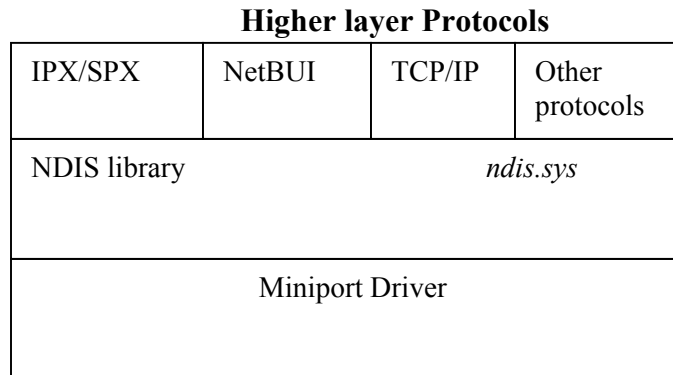 Higher layer Protocols
IPX/SPX NetBUI TCP/IP Other
protocols
NDIS library ndis.sys
Miniport Driver